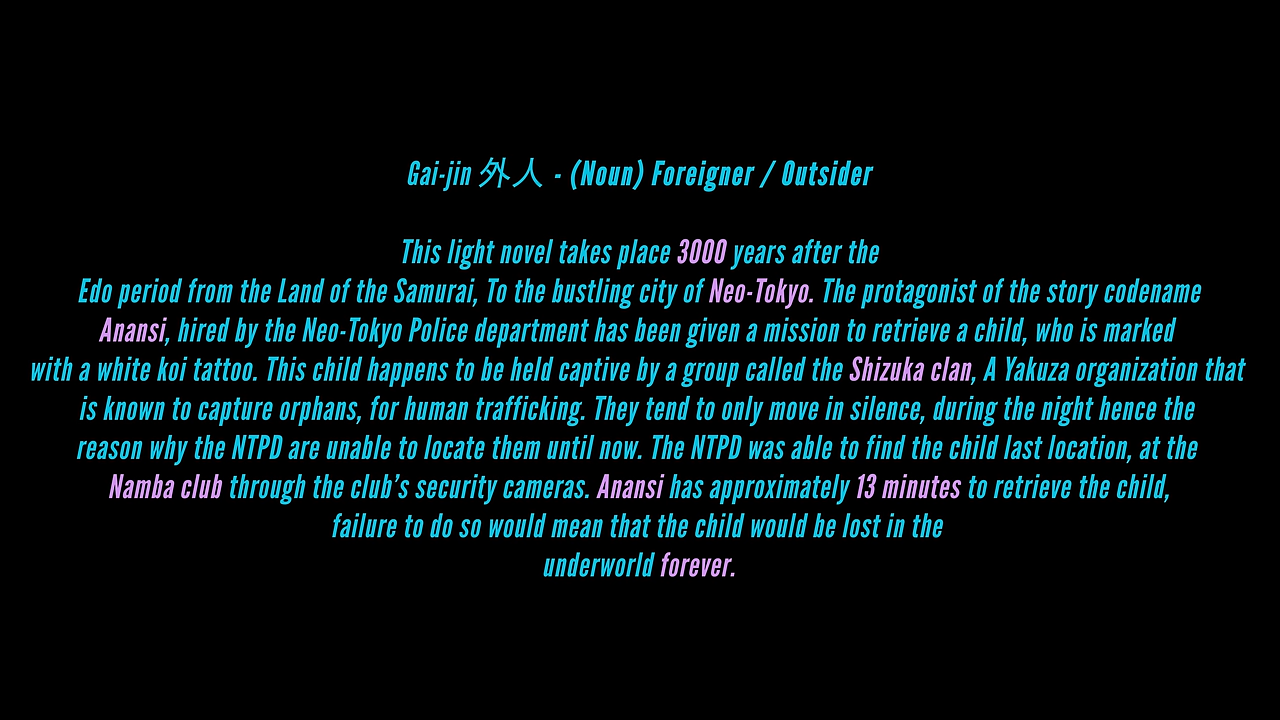 Gai-jin 外人 - (Noun) Foreigner / Outsider
This light novel takes place 3000 years after the
Edo period from the Land of the Samurai, To the bustling city of Neo-Tokyo. The protagonist of the story codename
Anansi, hired by the Neo-Tokyo Police department has been given a mission to retrieve a child, who is marked
with a white koi tattoo. This child happens to be held captive by a group called the Shizuka clan, A Yakuza organization that
is known to capture orphans, for human trafficking. They tend to only move in silence, during the night hence the
reason why the NTPD are unable to locate them until now. The NTPD was able to find the child last location, at the
Namba club through the club’s security cameras. Anansi has approximately 13 minutes to retrieve the child,
failure to do so would mean that the child would be lost in the
underworld forever.